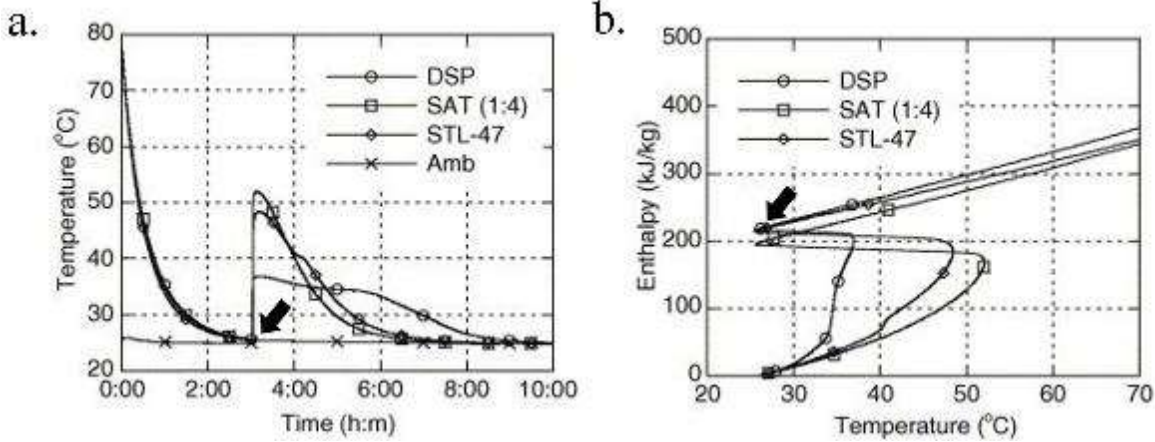 a.
80
70
60
50
40
30
20
Temperature (°C)
DSP
SAT (1:4)
STL-47
Amb
0:00 2:00 4:00 6:00 8:00 10:00
Time (h:m)
b.
500
400
300
200
100
0
Enthalpy (kJ/kg)
DSP
SAT (1:4)
STL-47
20 30 40 50 60 70
Temperature (°C)